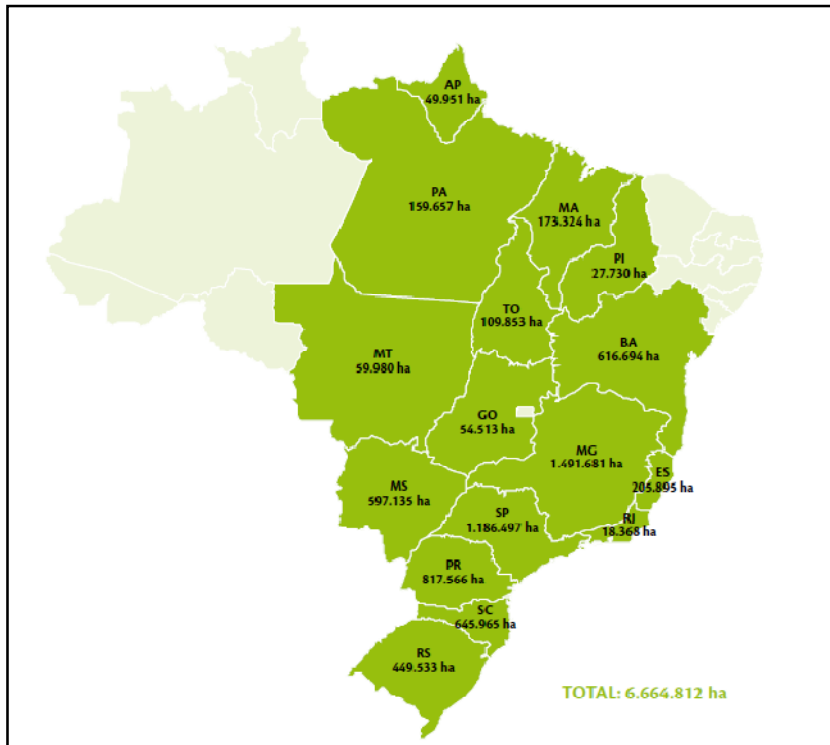 AP
49.951 ha
PA
159.657 ha
MA
173.324 ha
PI
27.730 ha
TO
109.853 ha
BA
616.694 ha
MT
59.980 ha
GO
54.513 ha
MG
1.491.681 ha
ES
205.895 ha
MS
597.135 ha
SP
1.186.497 ha
RJ
18.368 ha
PR
817.566 ha
SC
645.965 ha
RS
449.533 ha
TOTAL: 6.664.812 ha